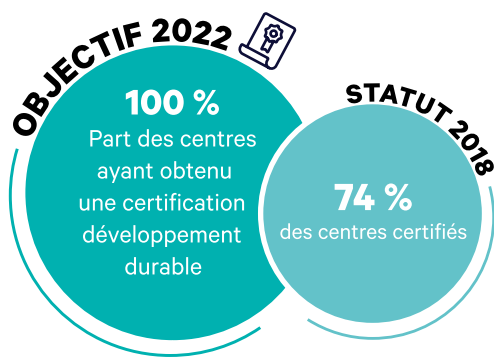 OBJECTIF 2022
100 %
Part des centres
ayant obtenu
une certification
développement
durable
STATUT 2018
74 %
des centres certifiés